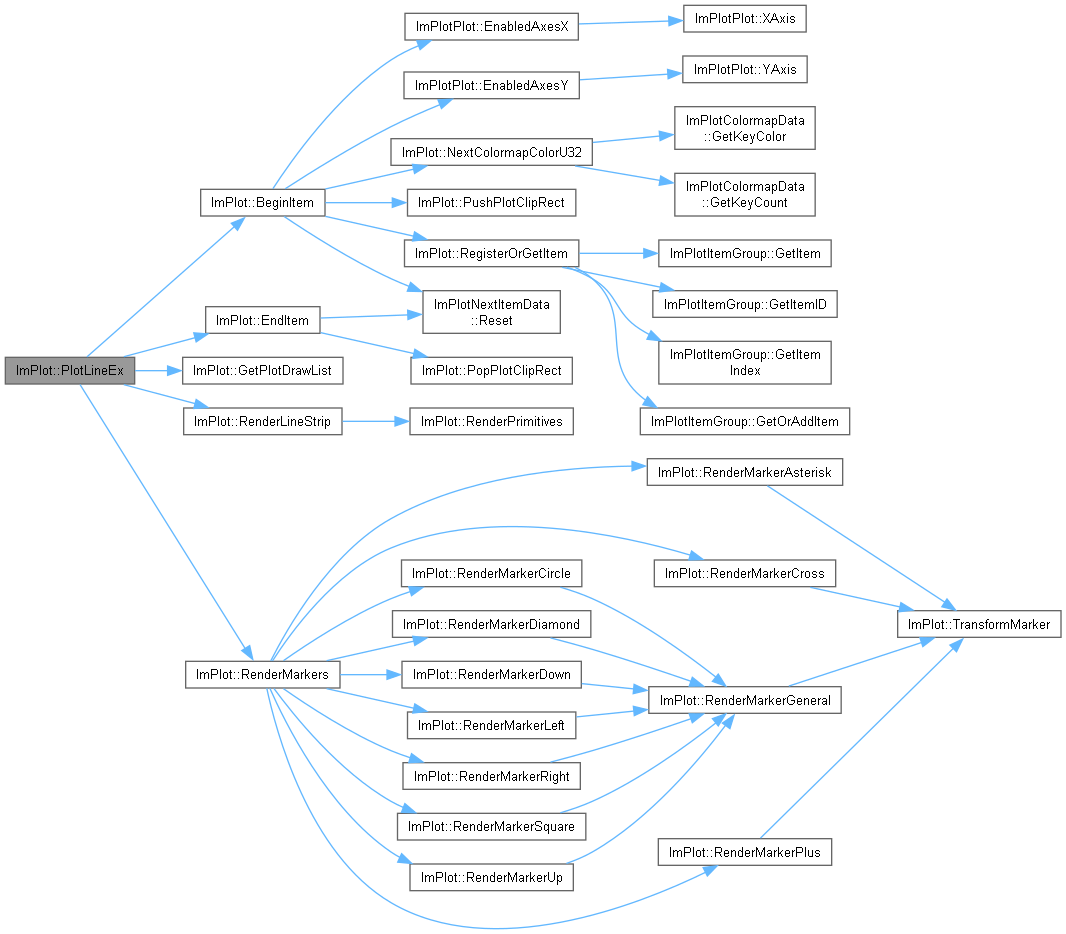 ImPlot::PlotLineEx
ImPlot::BeginItem
ImPlotPlot::EnabledAxesX
ImPlotPlot::XAxis
ImPlotPlot::EnabledAxesY
ImPlotPlot::YAxis
ImPlot::NextColormapColorU32
ImPlotColormapData
::GetKeyColor
ImPlotColormapData
::GetKeyCount
ImPlot::PushPlotClipRect
ImPlot::RegisterOrGetItem
ImPlotItemGroup::GetItem
ImPlotItemGroup::GetItemID
ImPlotItemGroup::GetItem
Index
ImPlotItemGroup::GetOrAddItem
ImPlotNextItemData
::Reset
ImPlot::EndItem
ImPlot::PopPlotClipRect
ImPlot::GetPlotDrawList
ImPlot::RenderLineStrip
ImPlot::RenderPrimitives
ImPlot::RenderMarkers
ImPlot::RenderMarkerAsterisk
ImPlot::RenderMarkerCross
ImPlot::RenderMarkerCircle
ImPlot::RenderMarkerDiamond
ImPlot::RenderMarkerDown
ImPlot::RenderMarkerLeft
ImPlot::RenderMarkerRight
ImPlot::RenderMarkerSquare
ImPlot::RenderMarkerUp
ImPlot::RenderMarkerGeneral
ImPlot::RenderMarkerPlus
ImPlot::TransformMarker